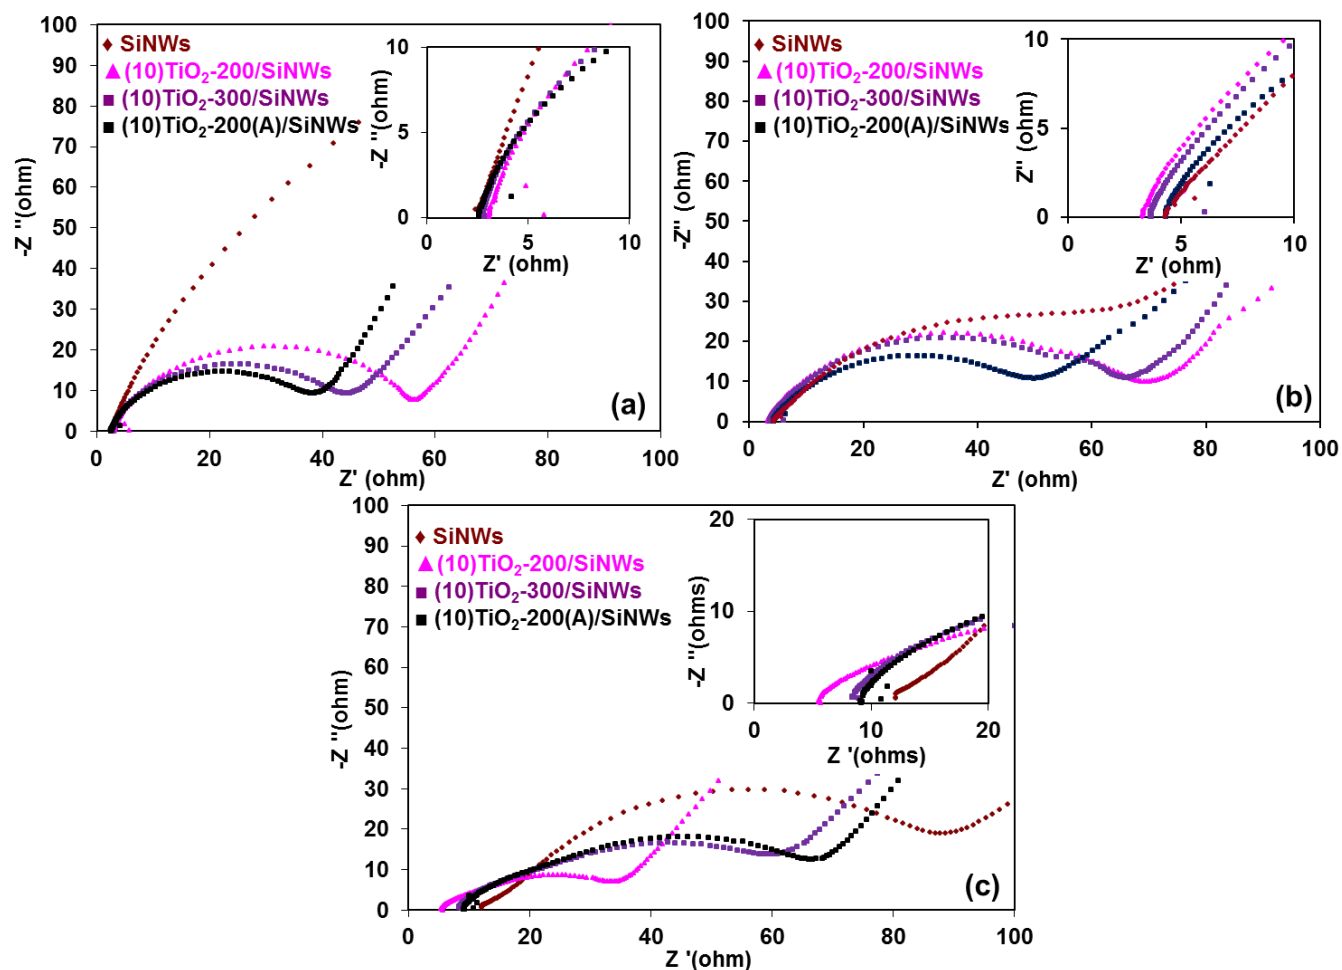 100
90
80
70
60
50
40
30
20
10
0
-Z "(ohm)
SiNWs
(10)TiO₂-200/SiNWs
(10)TiO₂-300/SiNWs
(10)TiO₂-200(A)/SiNWs
10
5
0
-Z "(ohm)
0 5 10
Z' (ohm)
(a)
0 20 40 60 80 100
Z' (ohm)
100
90
80
70
60
50
40
30
20
10
0
-Z"(ohm)
SiNWs
(10)TiO₂-200/SiNWs
(10)TiO₂-300/SiNWs
(10)TiO₂-200(A)/SiNWs
10
5
0
Z" (ohm)
0 5 10
Z' (ohm)
(b)
0 20 40 60 80 100
Z' (ohm)
100
90
80
70
60
50
40
30
20
10
0
-Z "(ohm)
SiNWs
(10)TiO₂-200/SiNWs
(10)TiO₂-300/SiNWs
(10)TiO₂-200(A)/SiNWs
20
10
0
-Z "(ohms)
0 10 20
Z '(ohms)
(c)
0 20 40 60 80 100
Z '(ohm)